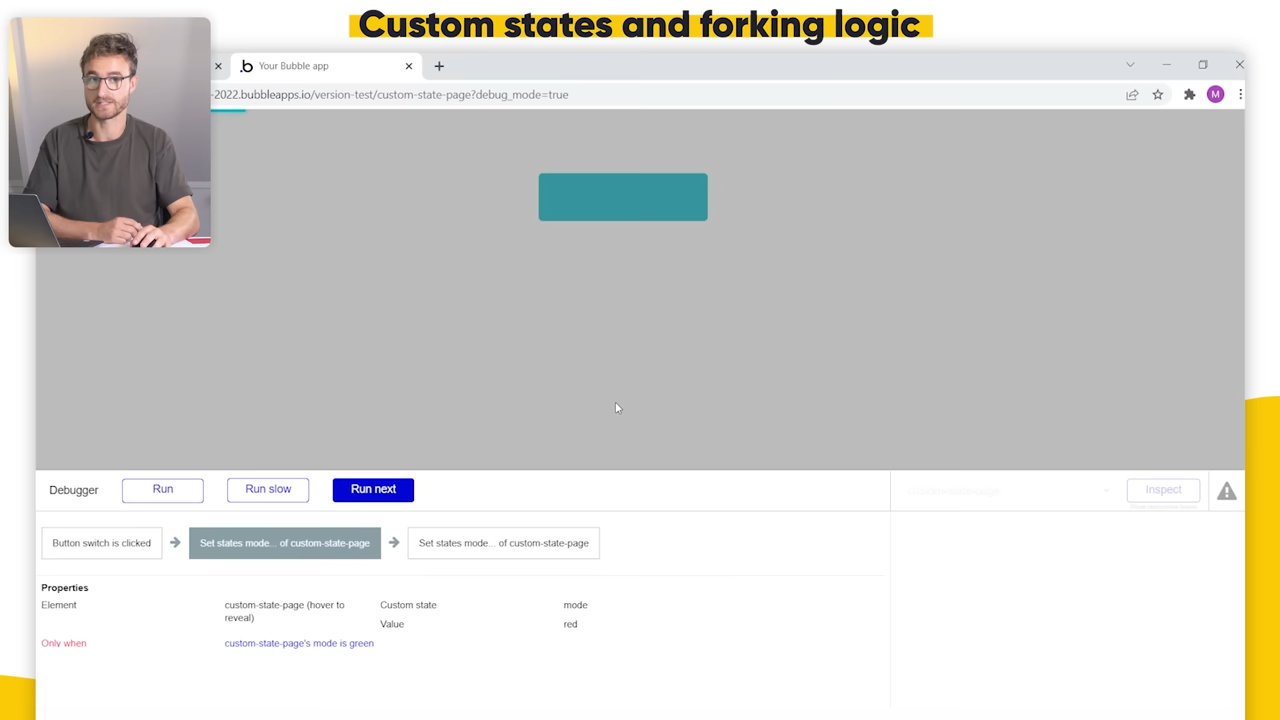 Custom states and forking logic
Your Bubble app
-2022.bubbleapps.io/version-test/custom-state-page?debug_mode=true
M
Debugger
Run
Run slow
Run next
Inspect
Button switch is clicked
Set states mode... of custom-state-page
Set states mode... of custom-state-page
Properties
Element
custom-state-page (hover to
reveal)
Custom state
mode
Value
red
Only when
custom-state-page's mode is green